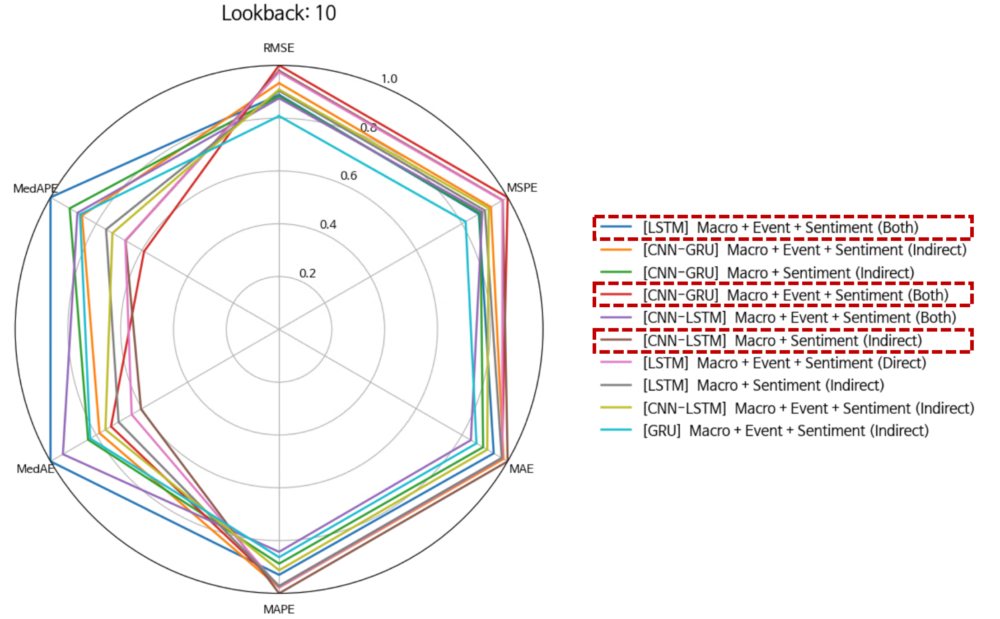 Lookback: 10
RMSE
1.0
0.8
MedAPE
MSPE
0.6
0.4
0.2
MedAE
MAE
MAPE
[LSTM] Macro + Event + Sentiment (Both)
[CNN-GRU] Macro + Event + Sentiment (Indirect)
[CNN-GRU] Macro + Sentiment (Indirect)
[CNN-GRU] Macro + Event + Sentiment (Both)
[CNN-LSTM] Macro + Event + Sentiment (Both)
[CNN-LSTM] Macro + Sentiment (Indirect)
[LSTM] Macro + Event + Sentiment (Direct)
[LSTM] Macro + Sentiment (Indirect)
[CNN-LSTM] Macro + Event + Sentiment (Indirect)
[GRU] Macro + Event + Sentiment (Indirect)